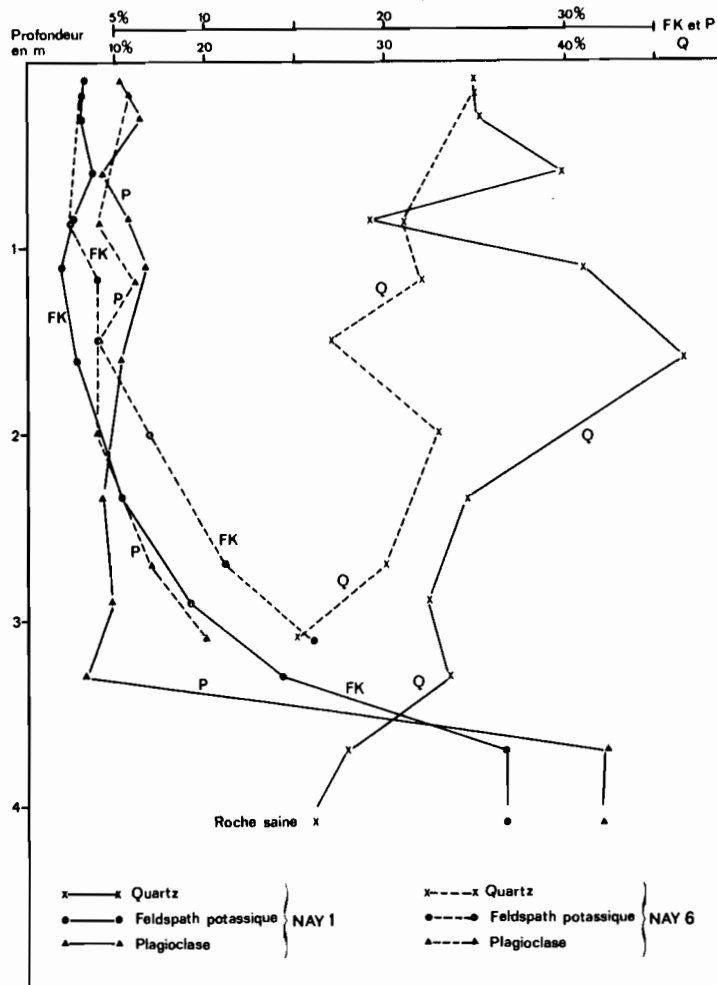 5% 10 20 30% FK et P
Profondeur en m 10% 20 30 40% Q
P
1
FK
P
Q
FK
2
Q
FK
P
Q
3
P
FK
Q
4
Roche saine
x x Quartz
Feldspath potassique
Plagioclase
NAY 1
x x Quartz
Feldspath potassique
Plagioclase
NAY 6